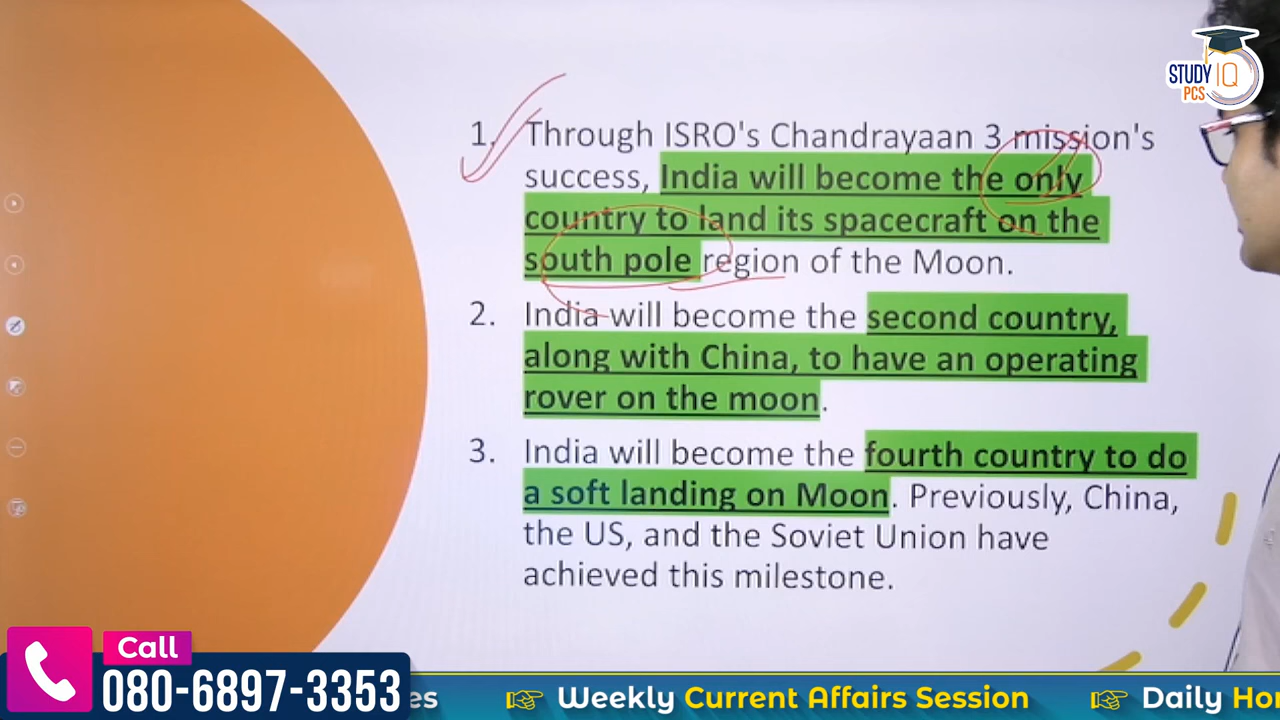 STUDY IQ
PCS
1. Through ISRO's Chandrayaan 3 mission's
success, India will become the only
country to land its spacecraft on the
south pole region of the Moon.
2. India will become the second country,
along with China, to have an operating
rover on the moon.
3. India will become the fourth country to do
a soft landing on Moon. Previously, China,
the US, and the Soviet Union have
achieved this milestone.
Call
080-6897-3353
es Weekly Current Affairs Session Daily